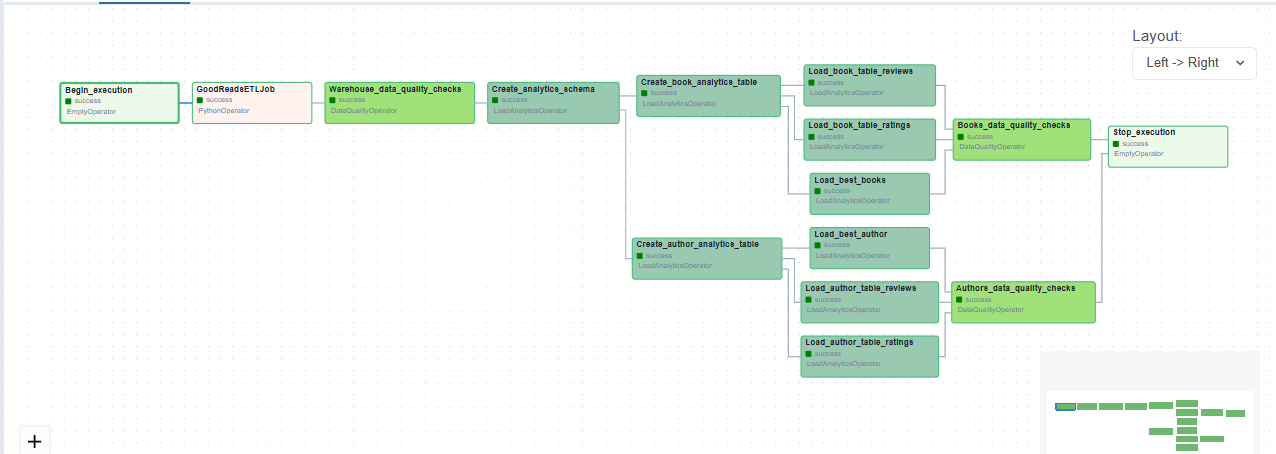 Layout:
Left -> Right
Begin_execution
success
EmptyOperator
GoodReadsETLJob
success
PythonOperator
Warehouse_data_quality_checks
success
DataQualityOperator
Create_analytics_schema
success
LoadAnalyticsOperator
Create_book_analytics_table
success
LoadAnalyticsOperator
Load_book_table_reviews
success
LoadAnalyticsOperator
Load_book_table_ratings
success
LoadAnalyticsOperator
Load_best_books
success
LoadAnalyticsOperator
Books_data_quality_checks
success
DataQualityOperator
Stop_execution
success
EmptyOperator
Create_author_analytics_table
success
LoadAnalyticsOperator
Load_best_author
success
LoadAnalyticsOperator
Load_author_table_reviews
success
LoadAnalyticsOperator
Load_author_table_ratings
success
LoadAnalyticsOperator
Authors_data_quality_checks
success
DataQualityOperator